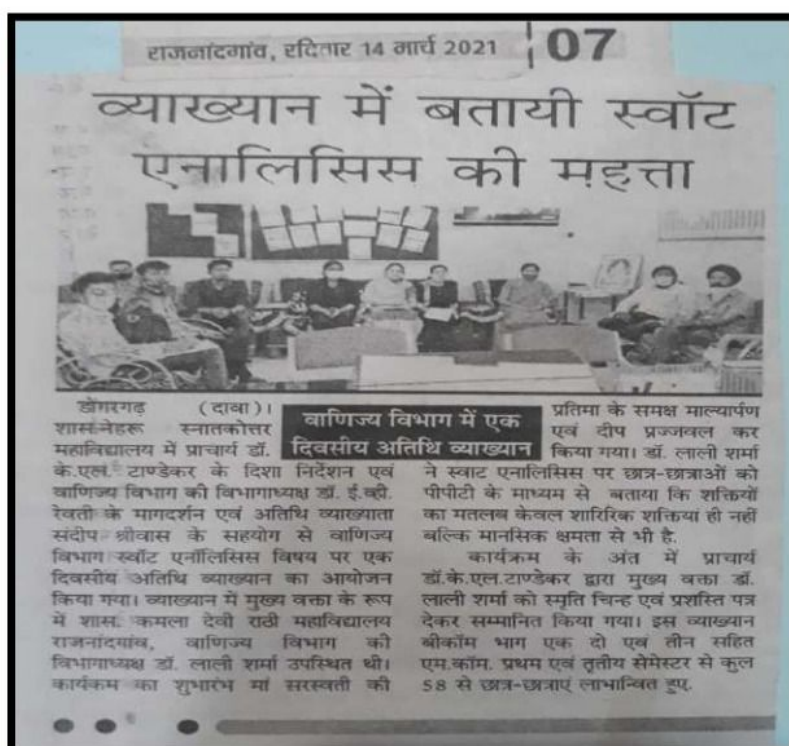 राजनांदगांव, रविवार 14 मार्च 2021 07
व्याख्यान में बतायी स्वॉट
एनालिसिस की महत्ता
वाणिज्य विभाग में एक
दिवसीय अतिथि व्याख्यान
डोंगरगढ़ (दावा)।
शास.नेहरू स्नातकोत्तर
महाविद्यालय में प्राचार्य डॉ.
के.एल. टाण्डेकर के दिशा निर्देशन एवं
वाणिज्य विभाग की विभागाध्यक्ष डॉ. ई.व्ही.
रेवती के मागदर्शन एवं अतिथि व्याख्याता
संदीप श्रीवास के सहयोग से वाणिज्य
विभाग स्वॉट एनॉलिसिस विषय पर एक
दिवसीय अतिथि व्याख्यान का आयोजन
किया गया। व्याख्यान में मुख्य वक्ता के रूप
में शास. कमला देवी राठी महाविद्यालय
राजनांदगांव, वाणिज्य विभाग की
विभागाध्यक्ष डॉ. लाली शर्मा उपस्थित थी।
कार्यकम का शुभारंभ मां सरस्वती की
प्रतिमा के समक्ष माल्यार्पण
एवं दीप प्रज्जवल कर
किया गया। डॉ. लाली शर्मा
ने स्वाट एनालिसिस पर छात्र-छात्राओं को
पीपीटी के माध्यम से बताया कि शक्तियों
का मतलब केवल शारिरिक शक्तियां ही नहीं
बल्कि मानसिक क्षमता से भी है.
कार्यक्रम के अंत में प्राचार्य
डॉ.के.एल.टाण्डेकर द्वारा मुख्य वक्ता डॉ.
लाली शर्मा को स्मृति चिन्ह एवं प्रशस्ति पत्र
देकर सम्मानित किया गया। इस व्याख्यान
बीकॉम भाग एक दो एवं तीन सहित
एम.कॉम. प्रथम एवं तृतीय सेमेस्टर से कुल
58 से छात्र-छात्राएं लाभान्वित हुए.